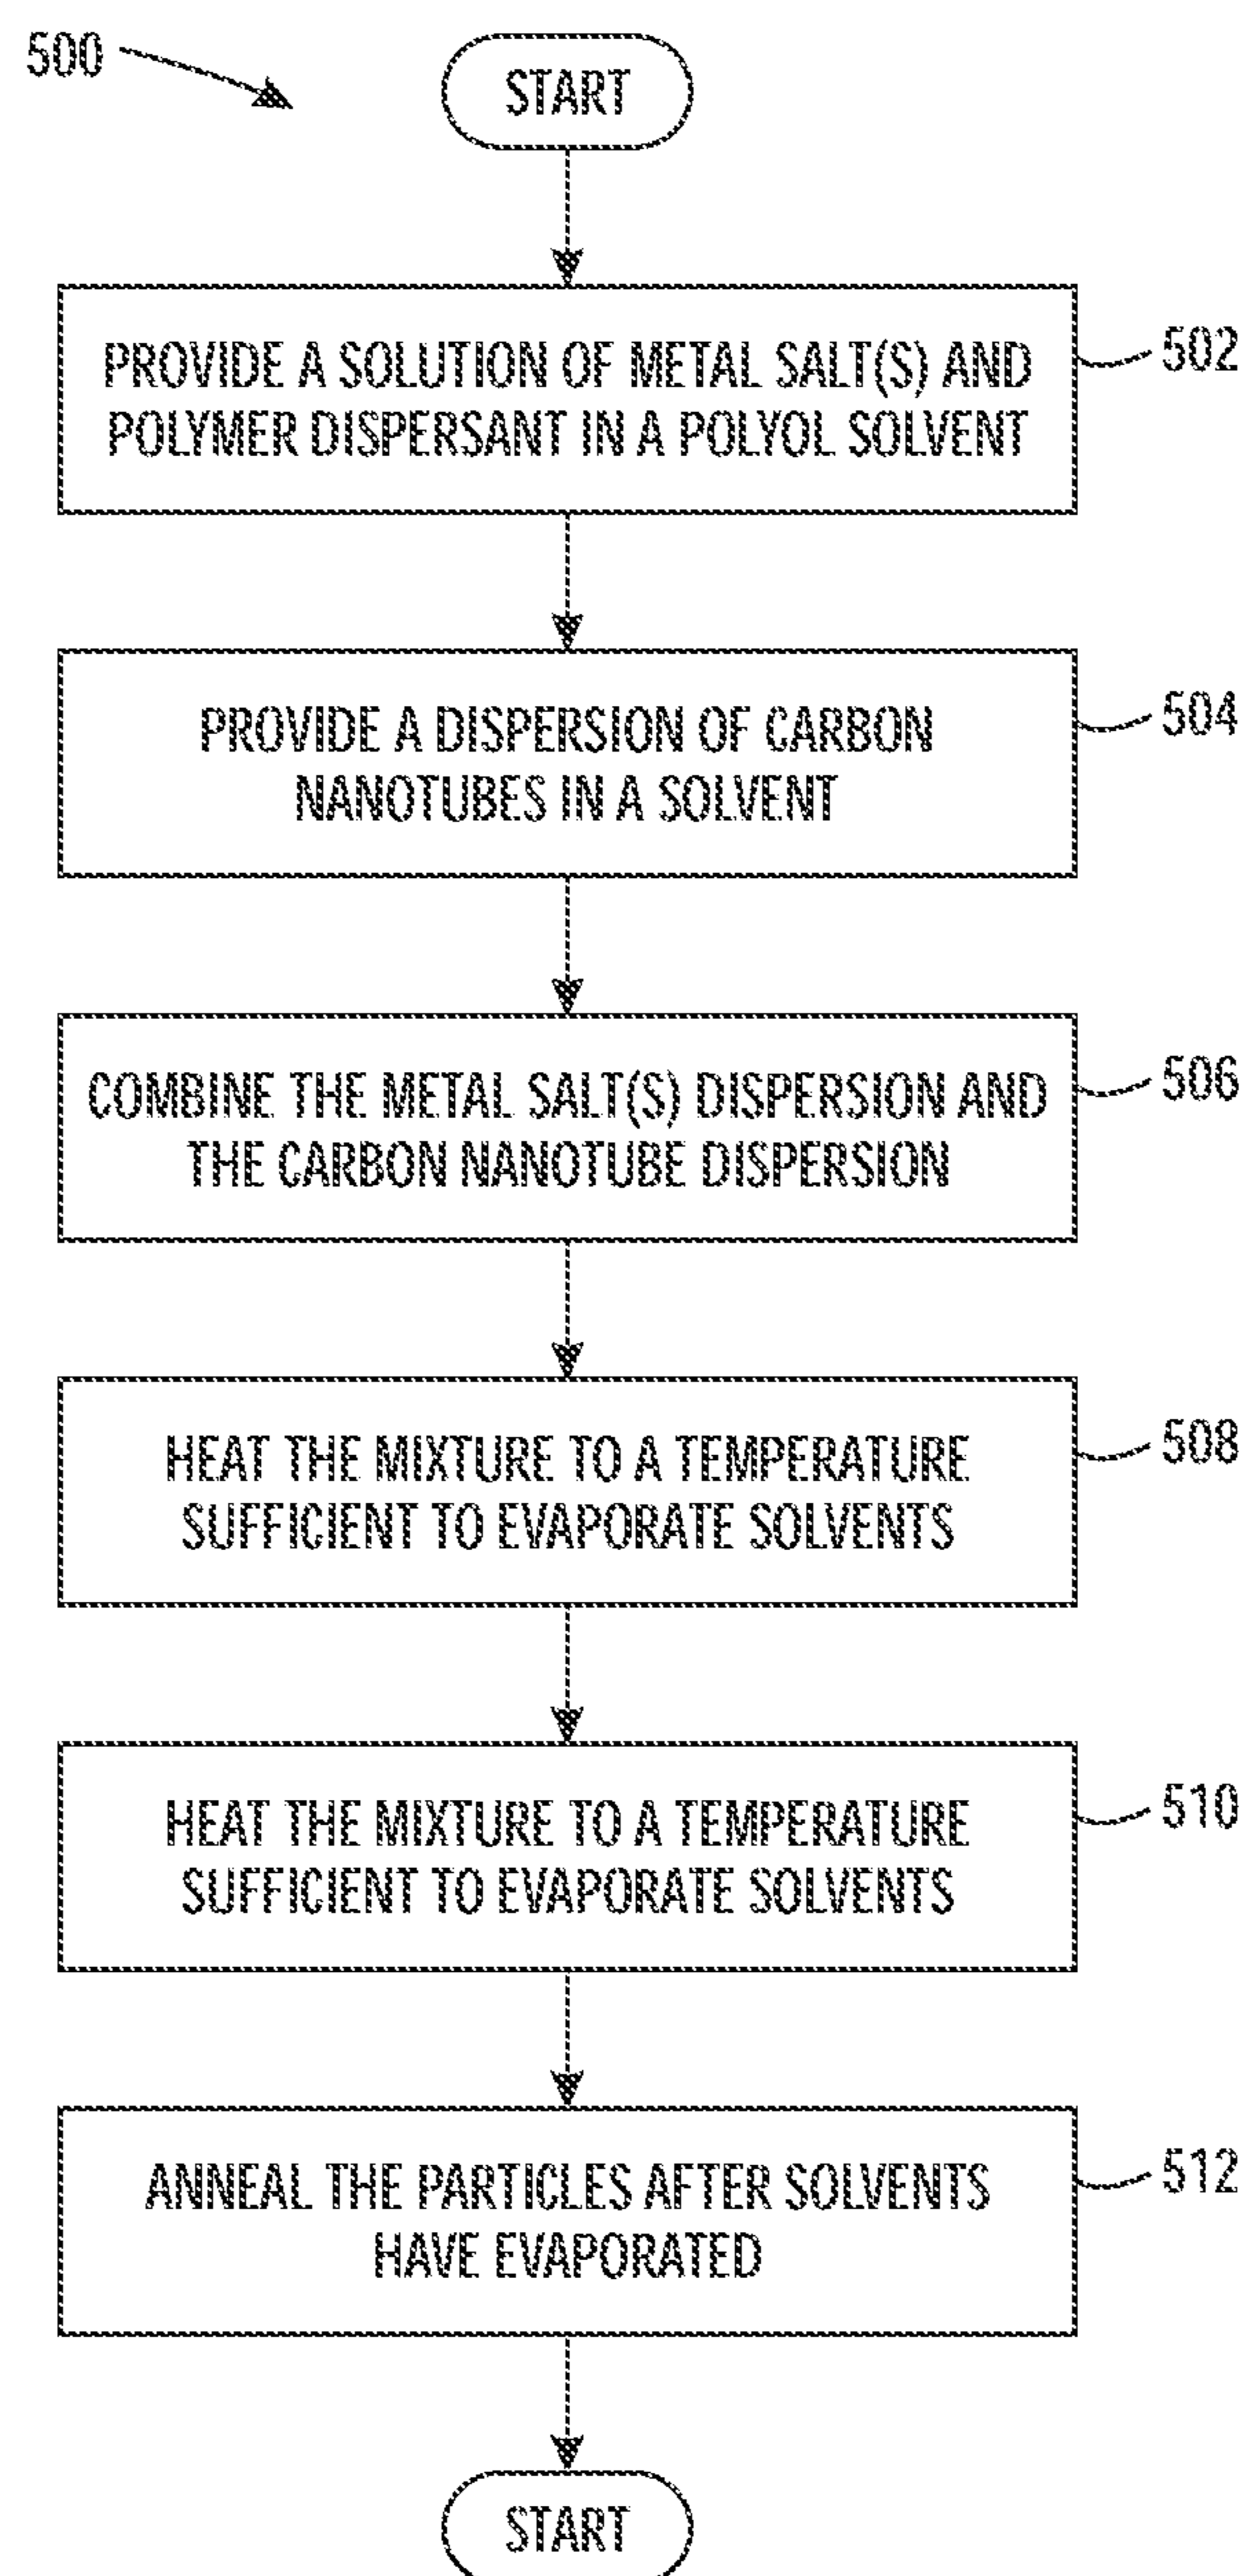 500
START
PROVIDE A SOLUTION OF METAL SALT(S) AND
POLYMER DISPERSANT IN A POLYOL SOLVENT
502
PROVIDE A DISPERSION OF CARBON
NANOTUBES IN A SOLVENT
504
COMBINE THE METAL SALT(S) DISPERSION AND
THE CARBON NANOTUBE DISPERSION
506
HEAT THE MIXTURE TO A TEMPERATURE
SUFFICIENT TO EVAPORATE SOLVENTS
508
HEAT THE MIXTURE TO A TEMPERATURE
SUFFICIENT TO EVAPORATE SOLVENTS
510
ANNEAL THE PARTICLES AFTER SOLVENTS
HAVE EVAPORATED
512
START